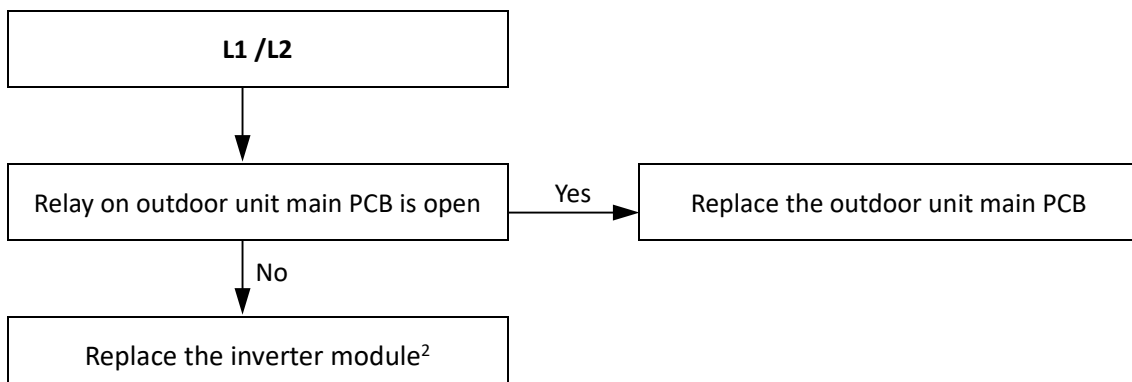 L1 /L2
Relay on outdoor unit main PCB is open
Yes
Replace the outdoor unit main PCB
No
Replace the inverter module²